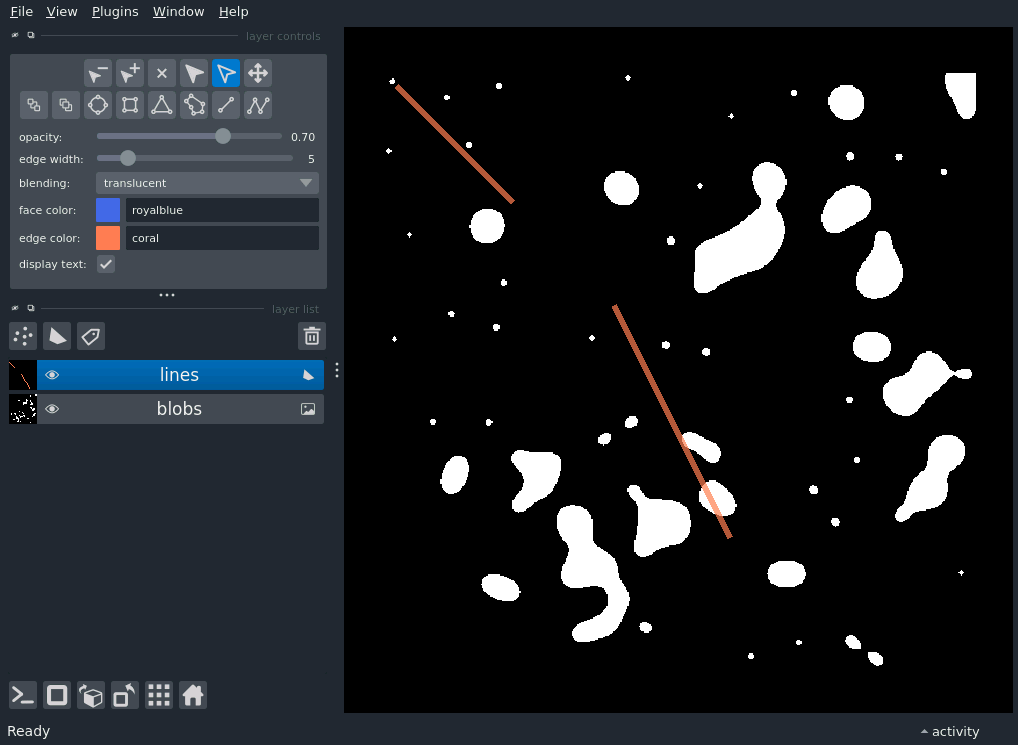 File View Plugins Window Help
layer controls
opacity: 0.70
edge width: 5
blending: translucent
face color: royalblue
edge color: coral
display text:
layer list
lines
blobs
Ready activity